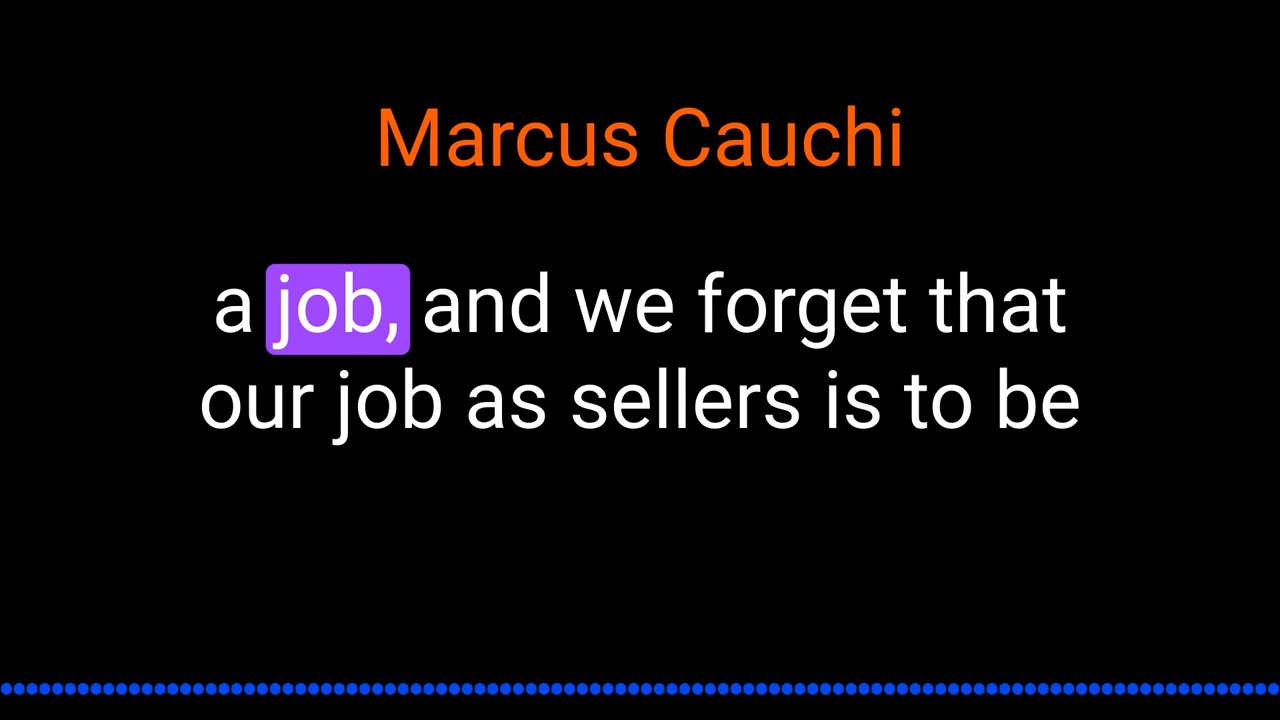 Marcus Cauchi
a job, and we forget that
our job as sellers is to be